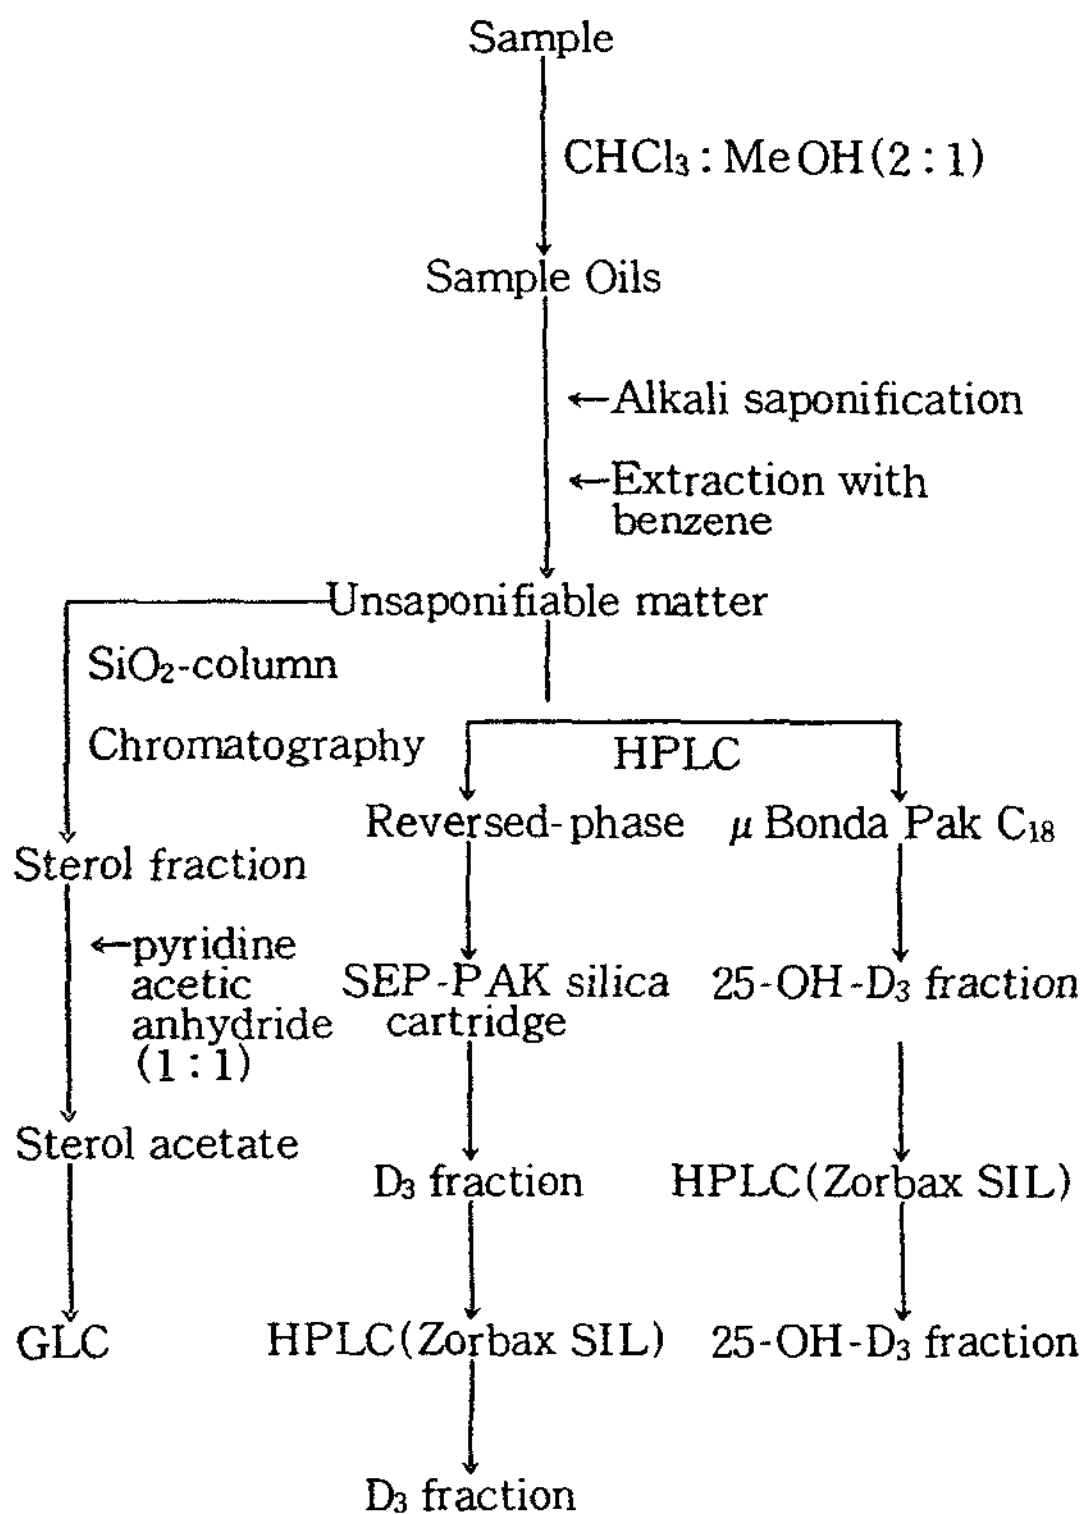 Sample
CHCl₃ : MeOH(2 : 1)
Sample Oils
←Alkali saponification
←Extraction with
benzene
Unsaponifiable matter
SiO₂-column
Chromatography
HPLC
Reversed-phase
μ Bonda Pak C₁₈
Sterol fraction
←pyridine
acetic
anhydride
(1 : 1)
SEP-PAK silica
cartridge
25-OH-D₃ fraction
Sterol acetate
D₃ fraction
HPLC(Zorbax SIL)
GLC
HPLC(Zorbax SIL)
25-OH-D₃ fraction
D₃ fraction